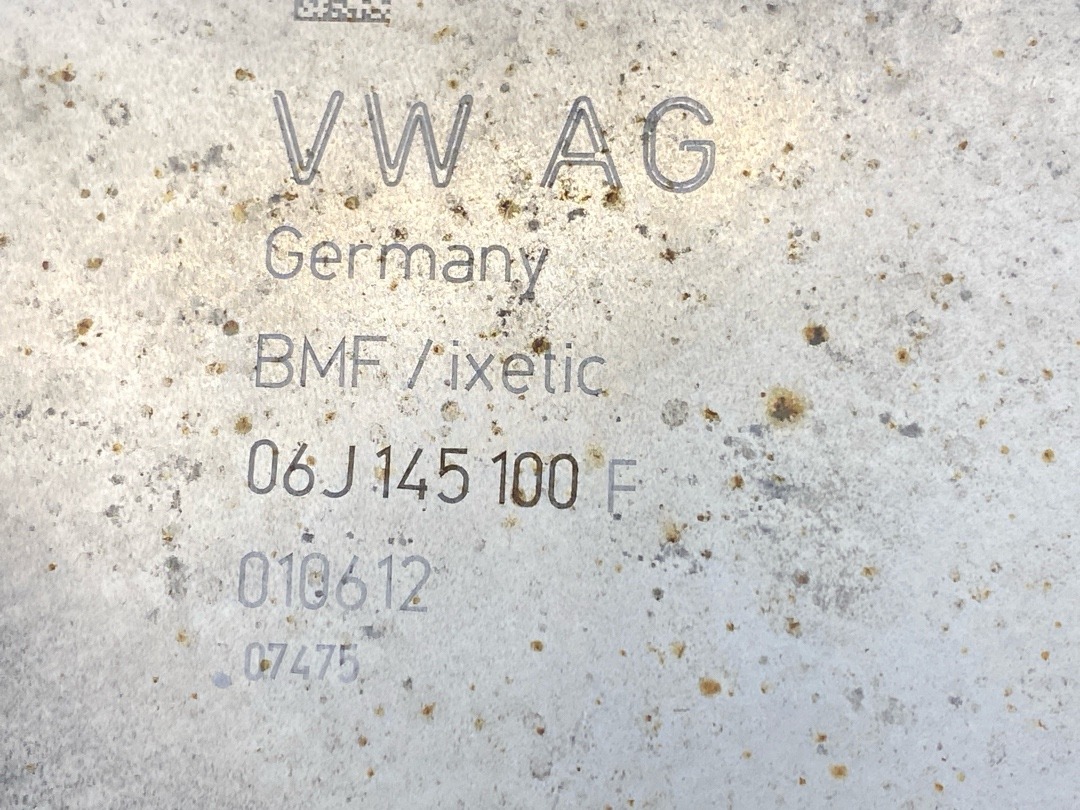 VW AG
Germany
BMF / ixetic
06J 145 100 F
010612
07475